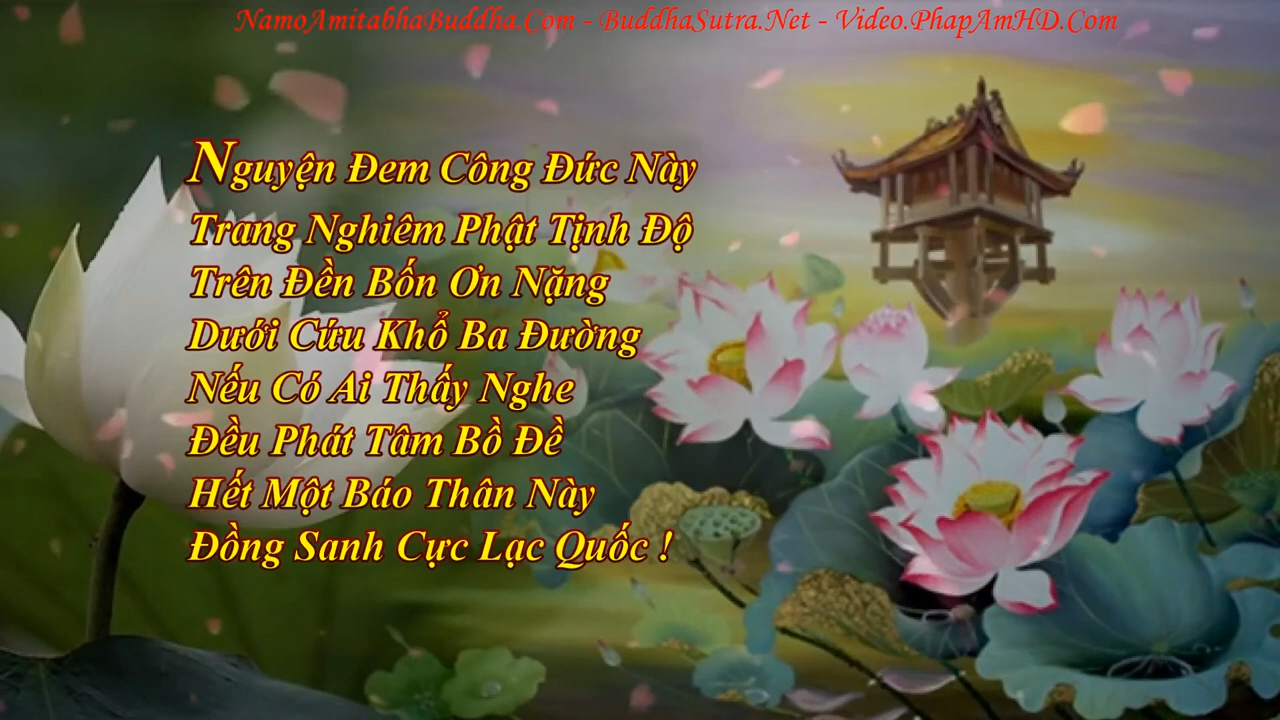 NamoAmitabhaBuddha.Com - BuddhaSutra.Net - Video.PhapAmHD.Com
Nguyện Đem Công Đức Này
Trang Nghiêm Phật Tịnh Độ
Trên Đền Bốn Ơn Nặng
Dưới Cứu Khổ Ba Đường
Nếu Có Ai Thấy Nghe
Đều Phát Tâm Bồ Đề
Hết Một Báo Thân Này
Đồng Sanh Cực Lạc Quốc !